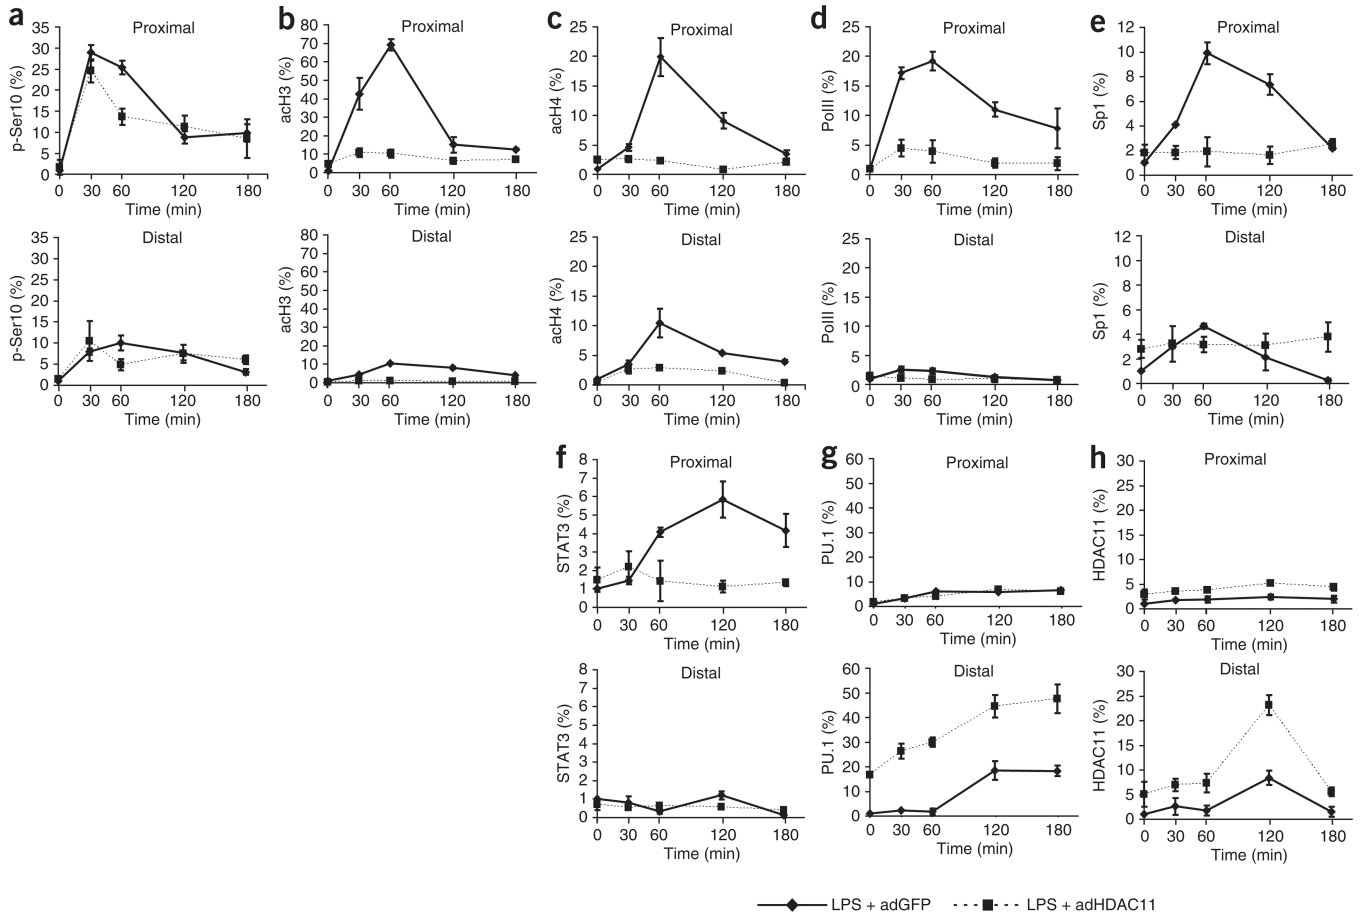 a
Proximal
p-Ser10 (%)
35
30
25
20
15
10
5
0
0 30 60 120 180
Time (min)
Distal
p-Ser10 (%)
35
30
25
20
15
10
5
0
0 30 60 120 180
Time (min)
b
Proximal
acH3 (%)
80
70
60
50
40
30
20
10
0
0 30 60 120 180
Time (min)
Distal
acH3 (%)
80
70
60
50
40
30
20
10
0
0 30 60 120 180
Time (min)
c
Proximal
acH4 (%)
25
20
15
10
5
0
0 30 60 120 180
Time (min)
Distal
acH4 (%)
25
20
15
10
5
0
0 30 60 120 180
Time (min)
d
Proximal
PolII (%)
25
20
15
10
5
0
0 30 60 120 180
Time (min)
Distal
PolII (%)
25
20
15
10
5
0
0 30 60 120 180
Time (min)
e
Proximal
Sp1 (%)
12
10
8
6
4
2
0
0 30 60 120 180
Time (min)
Distal
Sp1 (%)
12
10
8
6
4
2
0
0 30 60 120 180
Time (min)
f
Proximal
STAT3 (%)
8
7
6
5
4
3
2
1
0
0 30 60 120 180
Time (min)
Distal
STAT3 (%)
8
7
6
5
4
3
2
1
0
0 30 60 120 180
Time (min)
g
Proximal
PU.1 (%)
60
50
40
30
20
10
0
0 30 60 120 180
Time (min)
Distal
PU.1 (%)
60
50
40
30
20
10
0
0 30 60 120 180
Time (min)
h
Proximal
HDAC11 (%)
30
25
20
15
10
5
0
0 30 60 120 180
Time (min)
Distal
HDAC11 (%)
30
25
20
15
10
5
0
0 30 60 120 180
Time (min)
LPS + adGFP LPS + adHDAC11